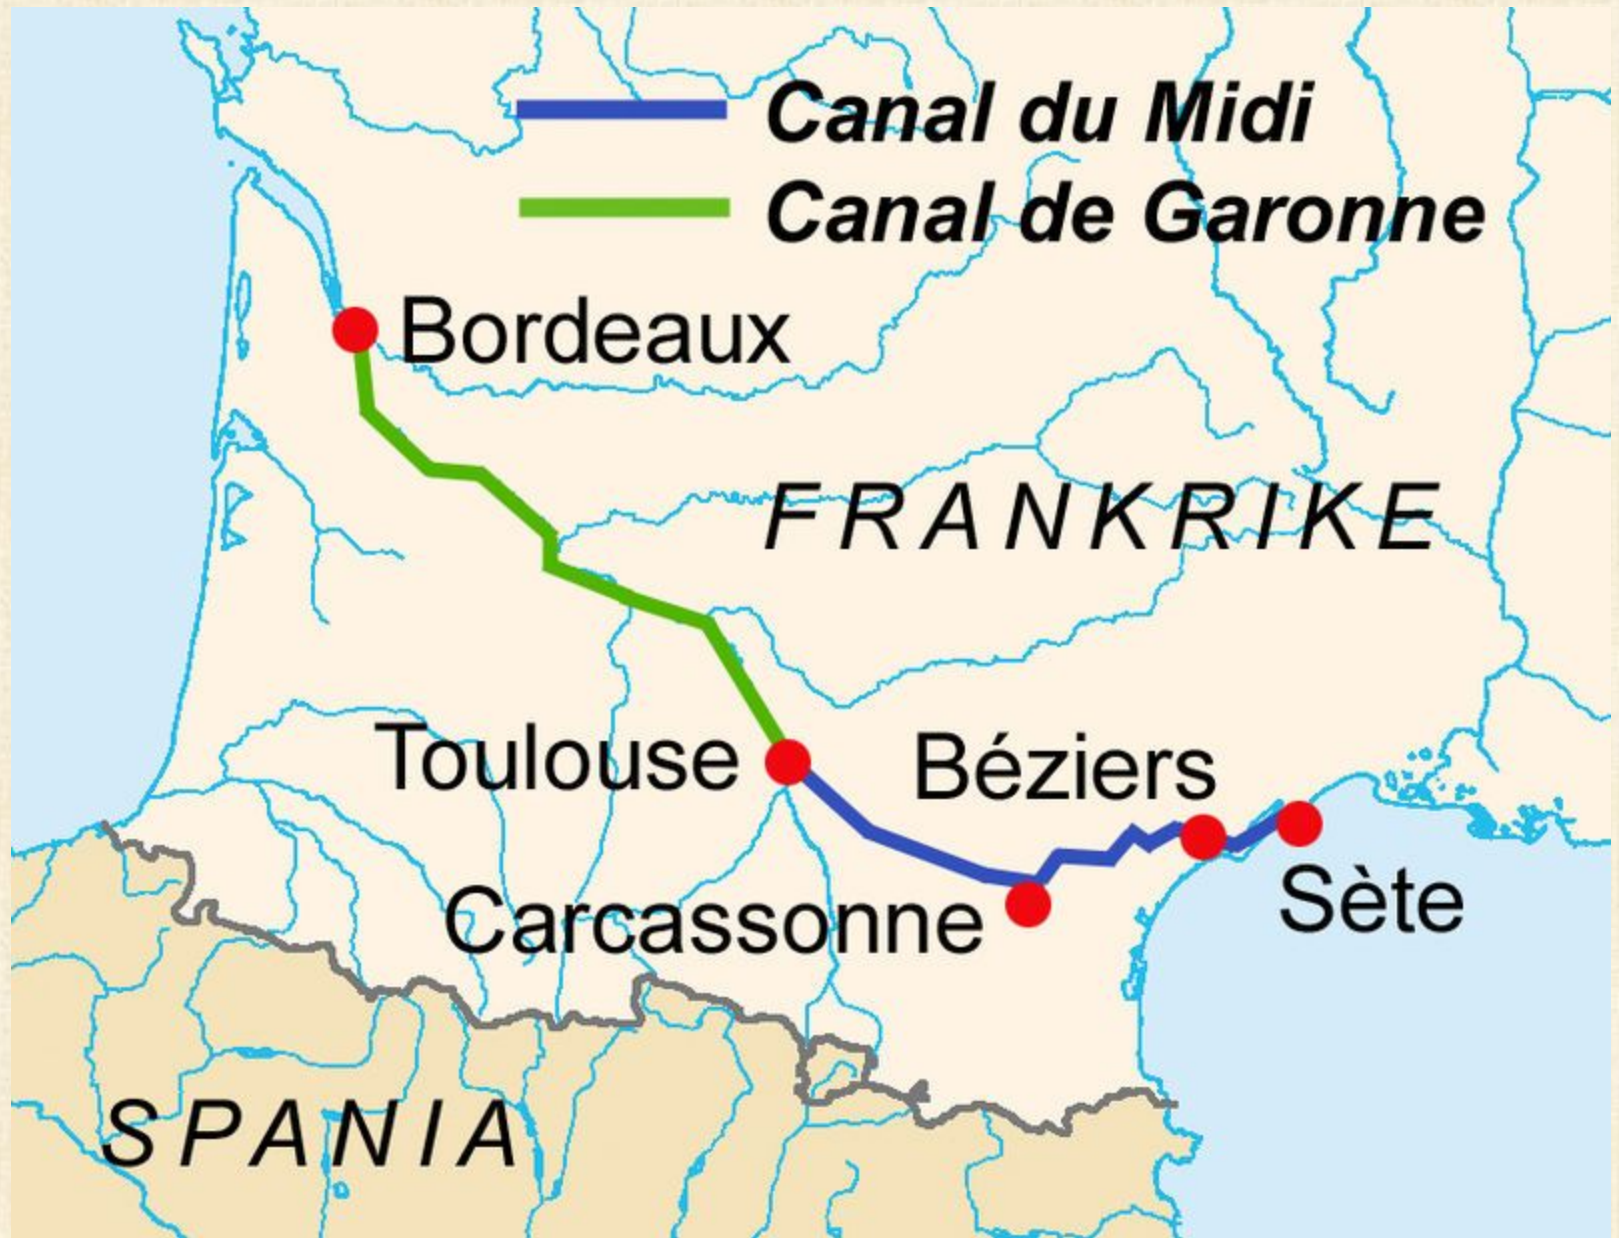 Canal du Midi
Canal de Garonne
Bordeaux
FRANKRIKE
Toulouse
Béziers
Carcassonne
Sète
SPANIA